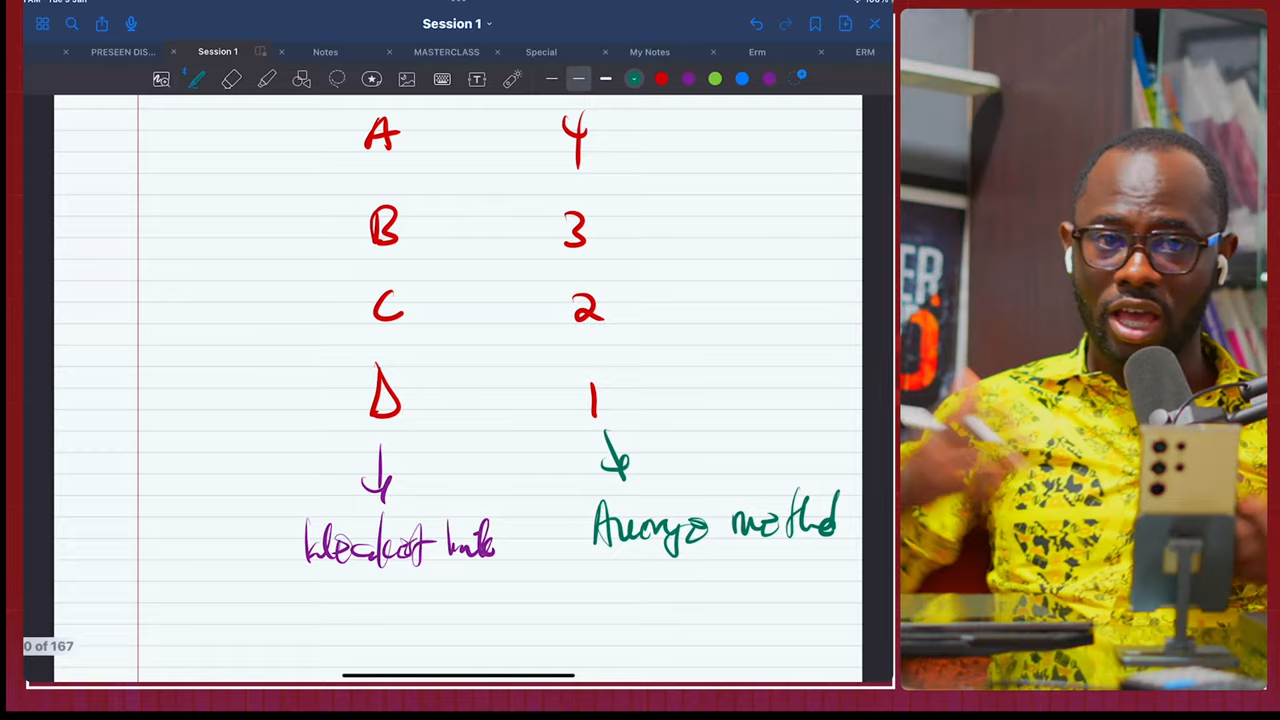 Session 1
PRESEEN DIS...
Session 1
Notes
MASTERCLASS
Special
My Notes
Erm
ERM
A 4
B 3
C 2
D 1
Average method
0 of 167